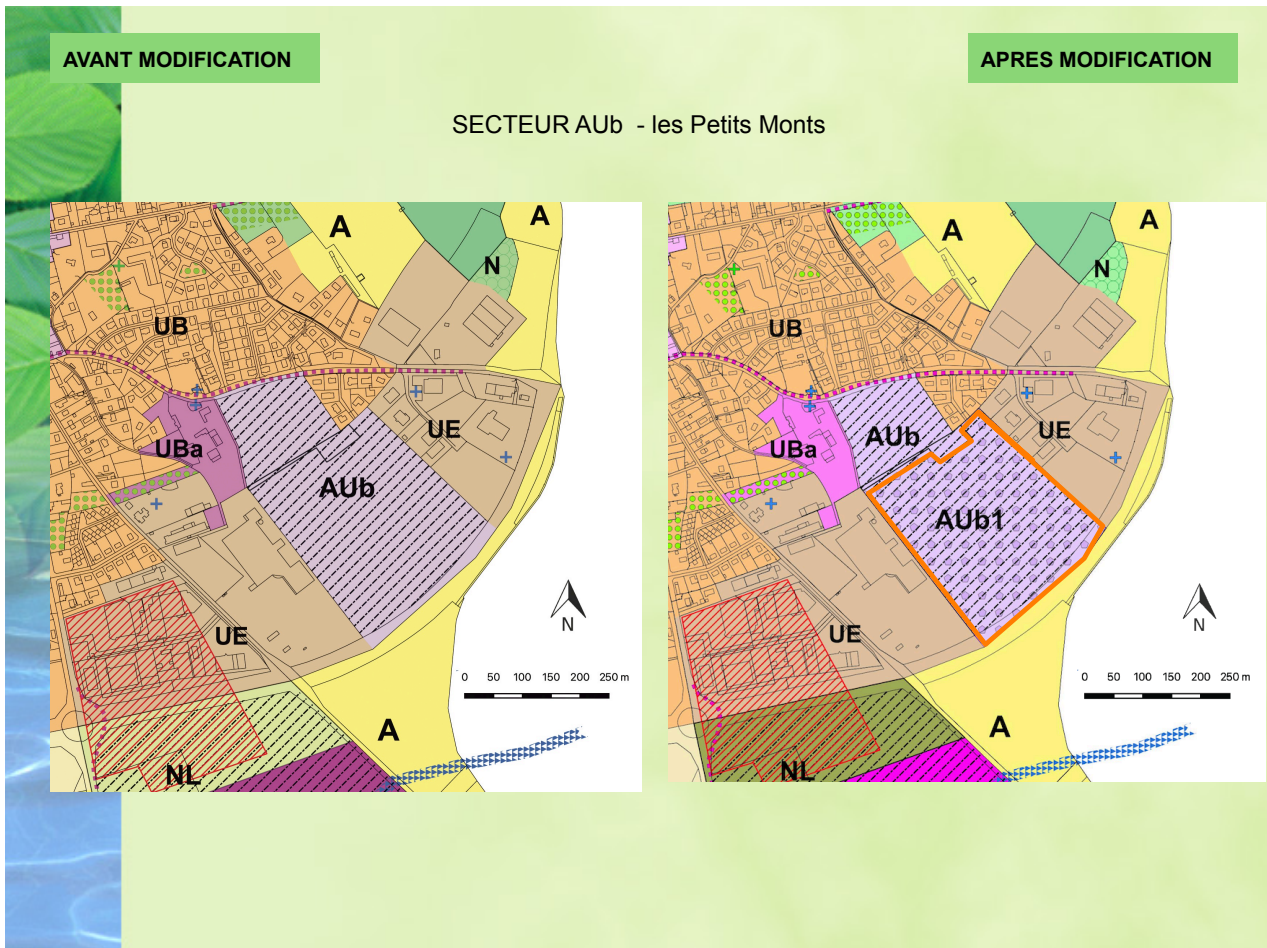 AVANT MODIFICATION
APRES MODIFICATION
SECTEUR AUb - les Petits Monts
A
A
N
UB
UE
UBa
AUb
UE
N
0 50 100 150 200 250 m
A
NL
A
A
N
UB
UE
AUb
UBa
AUb1
UE
N
0 50 100 150 200 250 m
A
NL